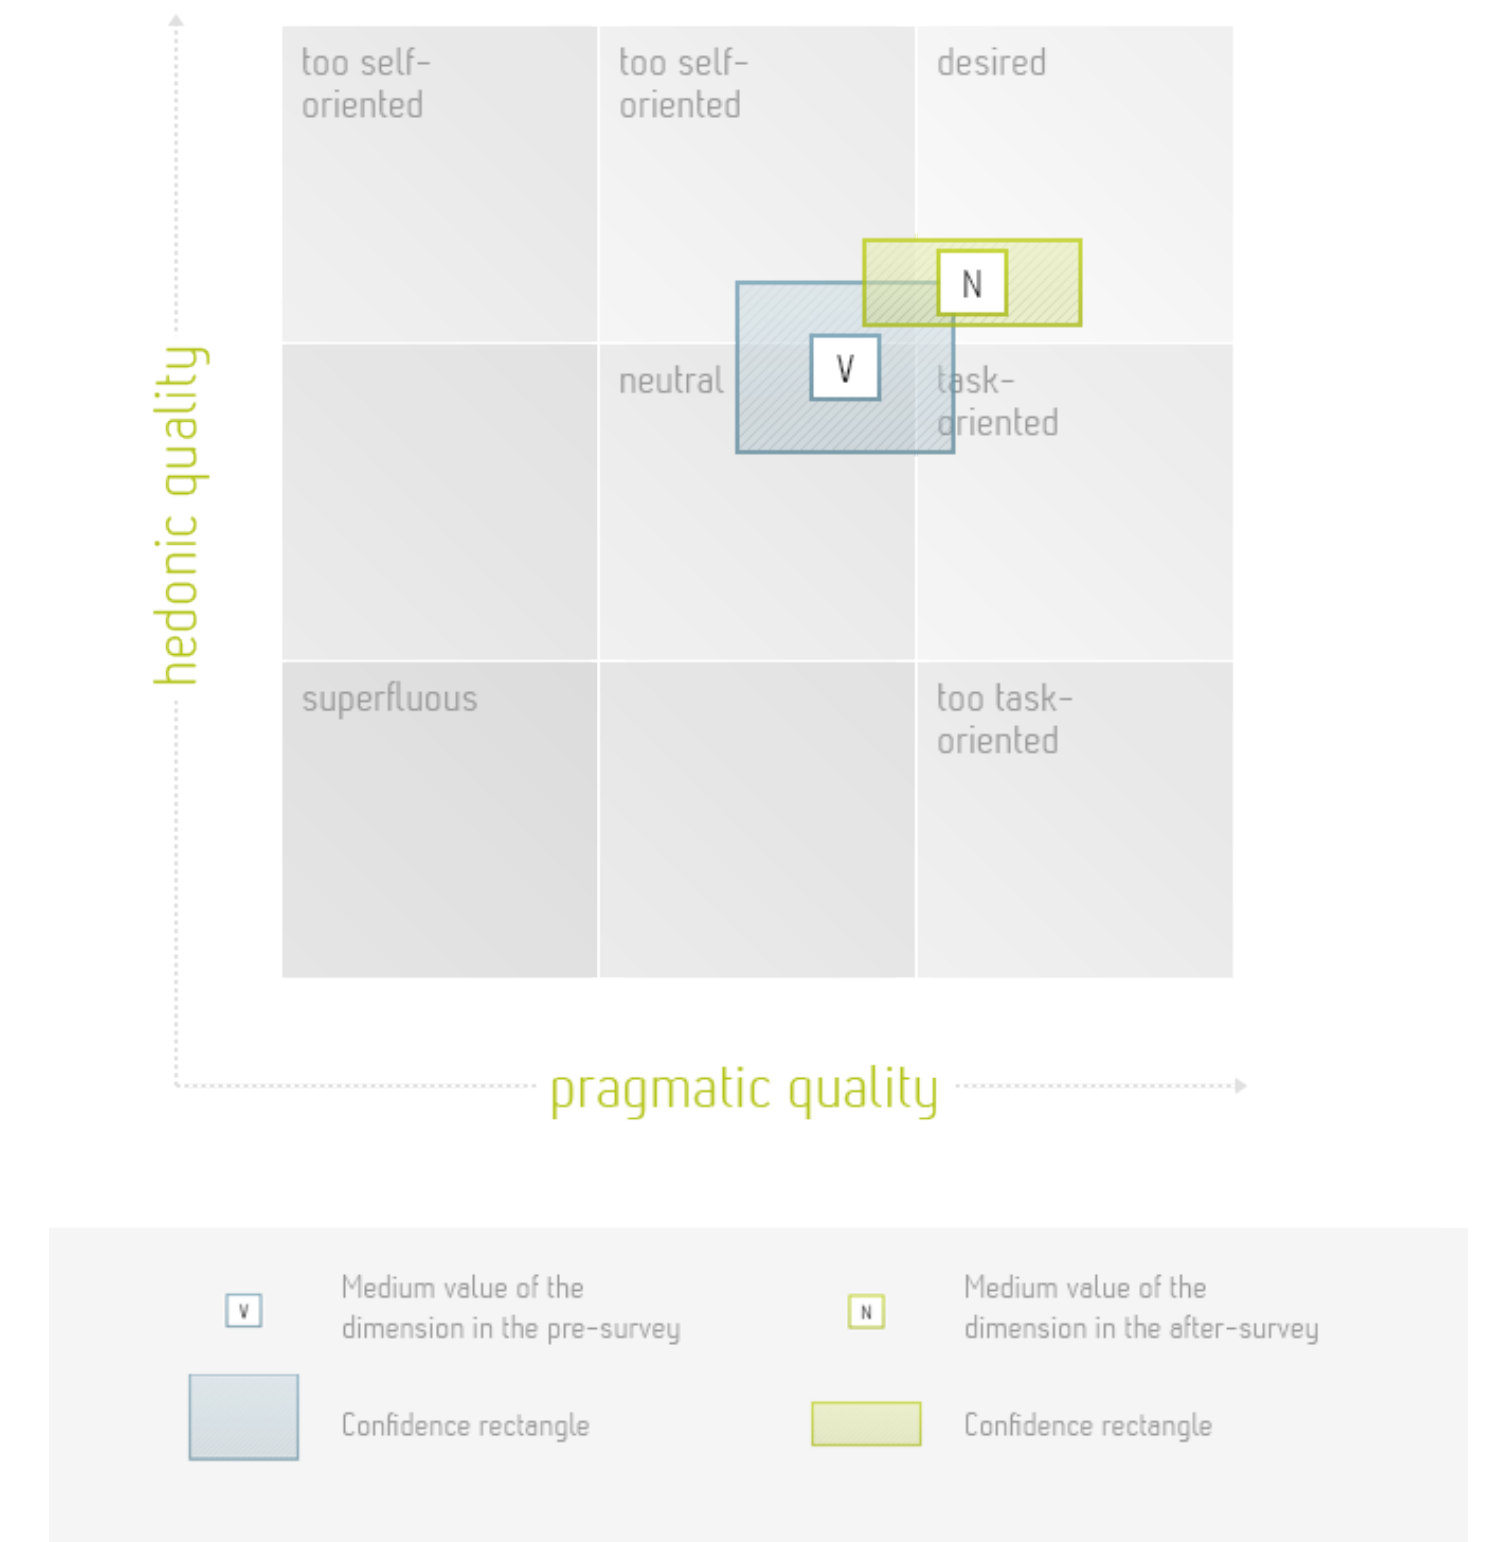 too self-
oriented
too self-
oriented
desired
N
V
neutral
task-
oriented
hedonic quality
superfluous
too task-
oriented
pragmatic quality
V
Medium value of the
dimension in the pre-survey
N
Medium value of the
dimension in the after-survey
Confidence rectangle
Confidence rectangle